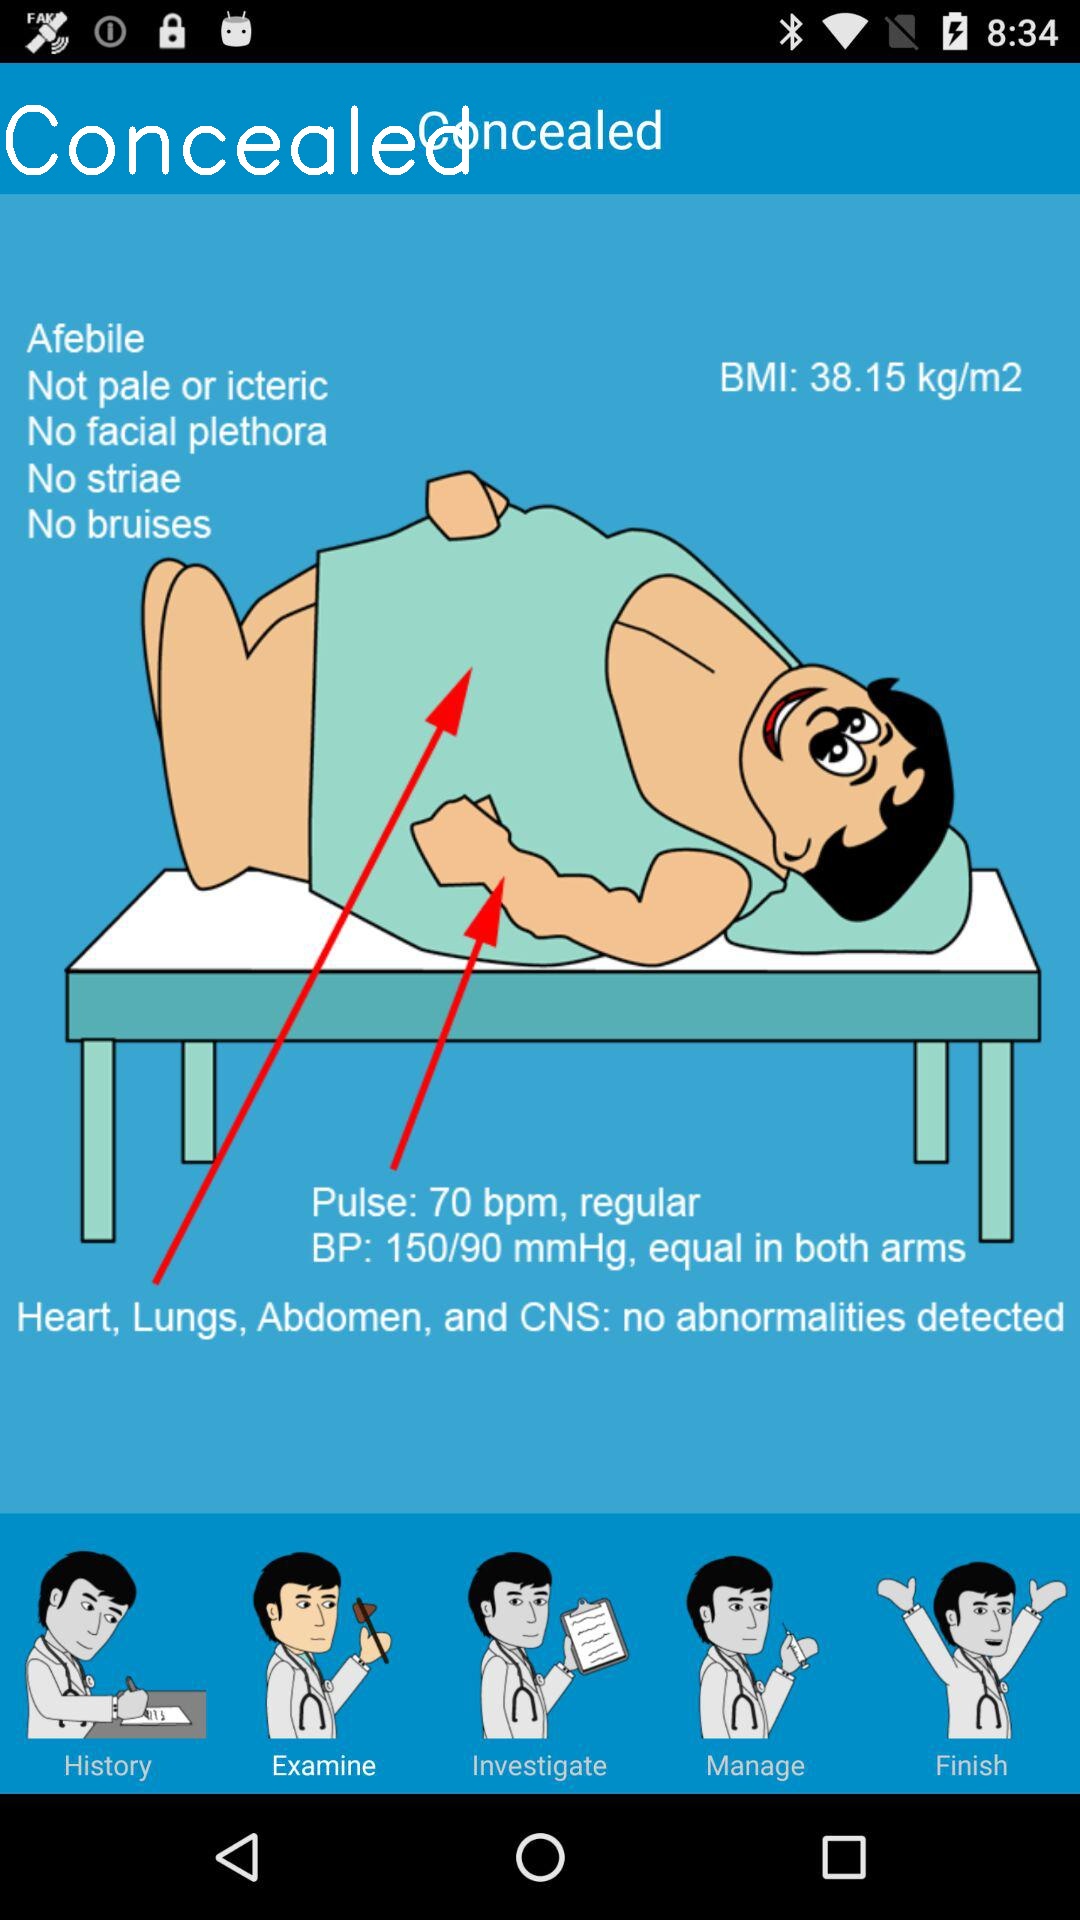 FAKE
8:34
Concealed
Concealed
Afebile
Not pale or icteric
No facial plethora
No striae
No bruises
BMI: 38.15 kg/m2
Pulse: 70 bpm, regular
BP: 150/90 mmHg, equal in both arms
Heart, Lungs, Abdomen, and CNS: no abnormalities detected
History
Examine
Investigate
Manage
Finish